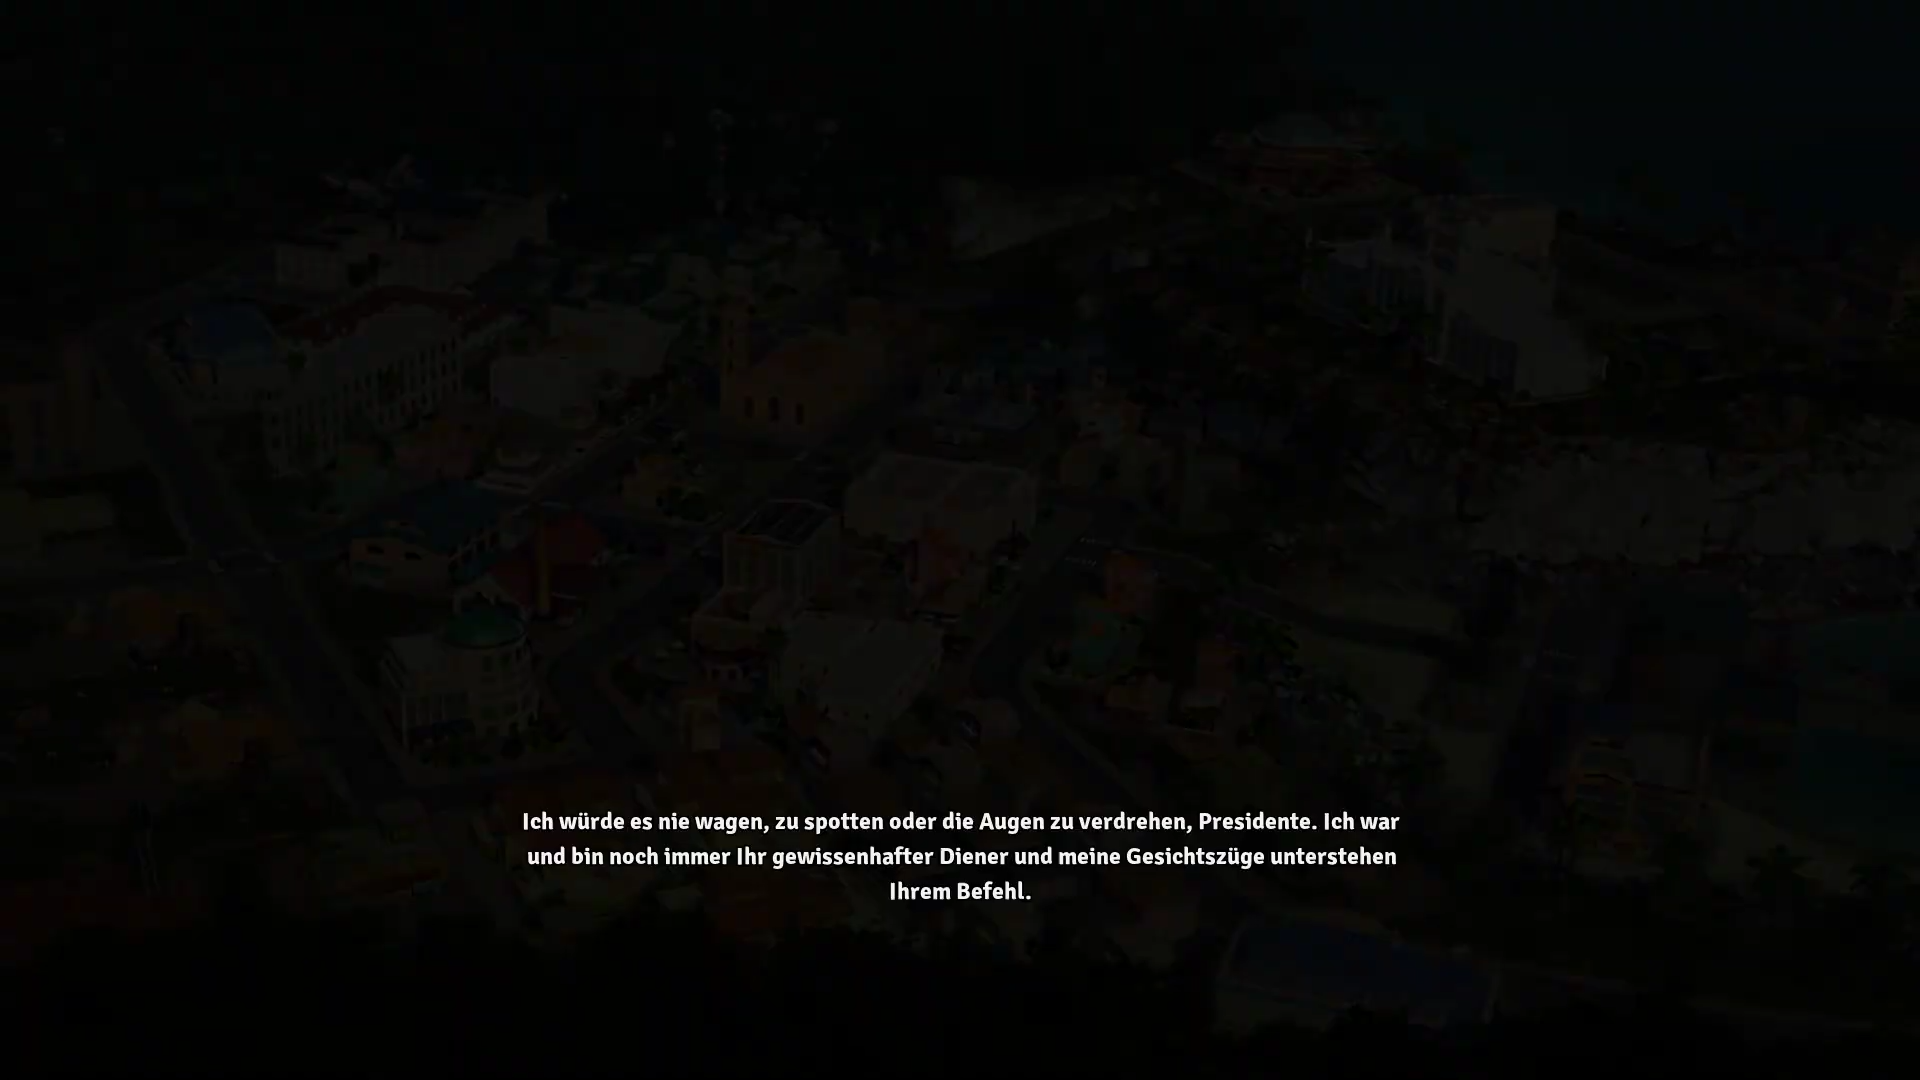 Ich würde es nie wagen, zu spotten oder die Augen zu verdrehen, Presidente. Ich war
und bin noch immer Ihr gewissenhafter Diener und meine Gesichtszüge unterstehen
Ihrem Befehl.